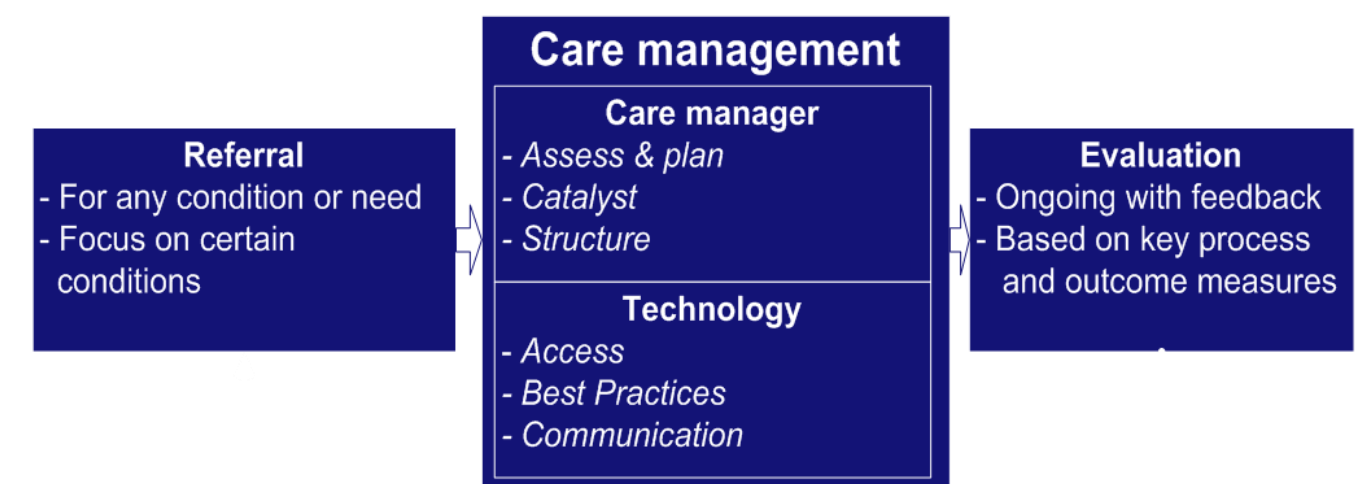 Care management
Referral
- For any condition or need
- Focus on certain
conditions
Care manager
- Assess & plan
- Catalyst
- Structure
Technology
- Access
- Best Practices
- Communication
Evaluation
- Ongoing with feedback
- Based on key process
and outcome measures